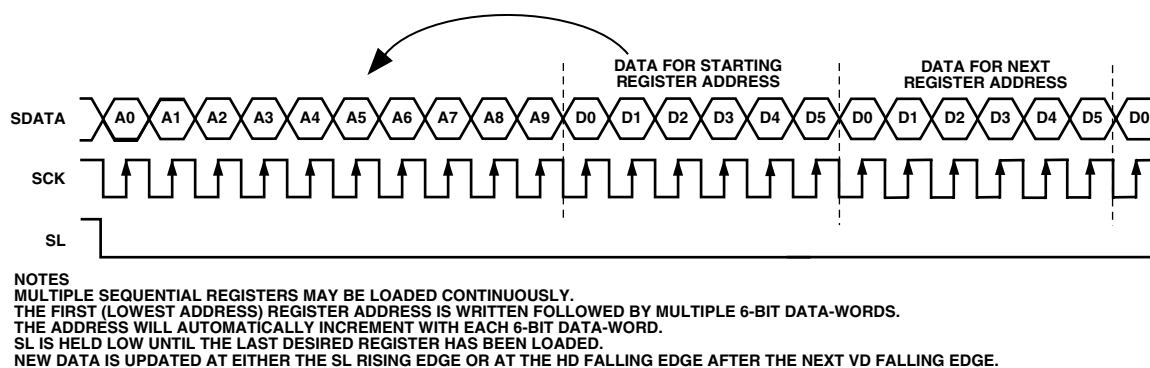 DATA FOR STARTING
REGISTER ADDRESS
DATA FOR NEXT
REGISTER ADDRESS
SDATA A0 A1 A2 A3 A4 A5 A6 A7 A8 A9 D0 D1 D2 D3 D4 D5 D0 D1 D2 D3 D4 D5 D0
SCK
SL
NOTES
MULTIPLE SEQUENTIAL REGISTERS MAY BE LOADED CONTINUOUSLY.
THE FIRST (LOWEST ADDRESS) REGISTER ADDRESS IS WRITTEN FOLLOWED BY MULTIPLE 6-BIT DATA-WORDS.
THE ADDRESS WILL AUTOMATICALLY INCREMENT WITH EACH 6-BIT DATA-WORD.
SL IS HELD LOW UNTIL THE LAST DESIRED REGISTER HAS BEEN LOADED.
NEW DATA IS UPDATED AT EITHER THE SL RISING EDGE OR AT THE HD FALLING EDGE AFTER THE NEXT VD FALLING EDGE.